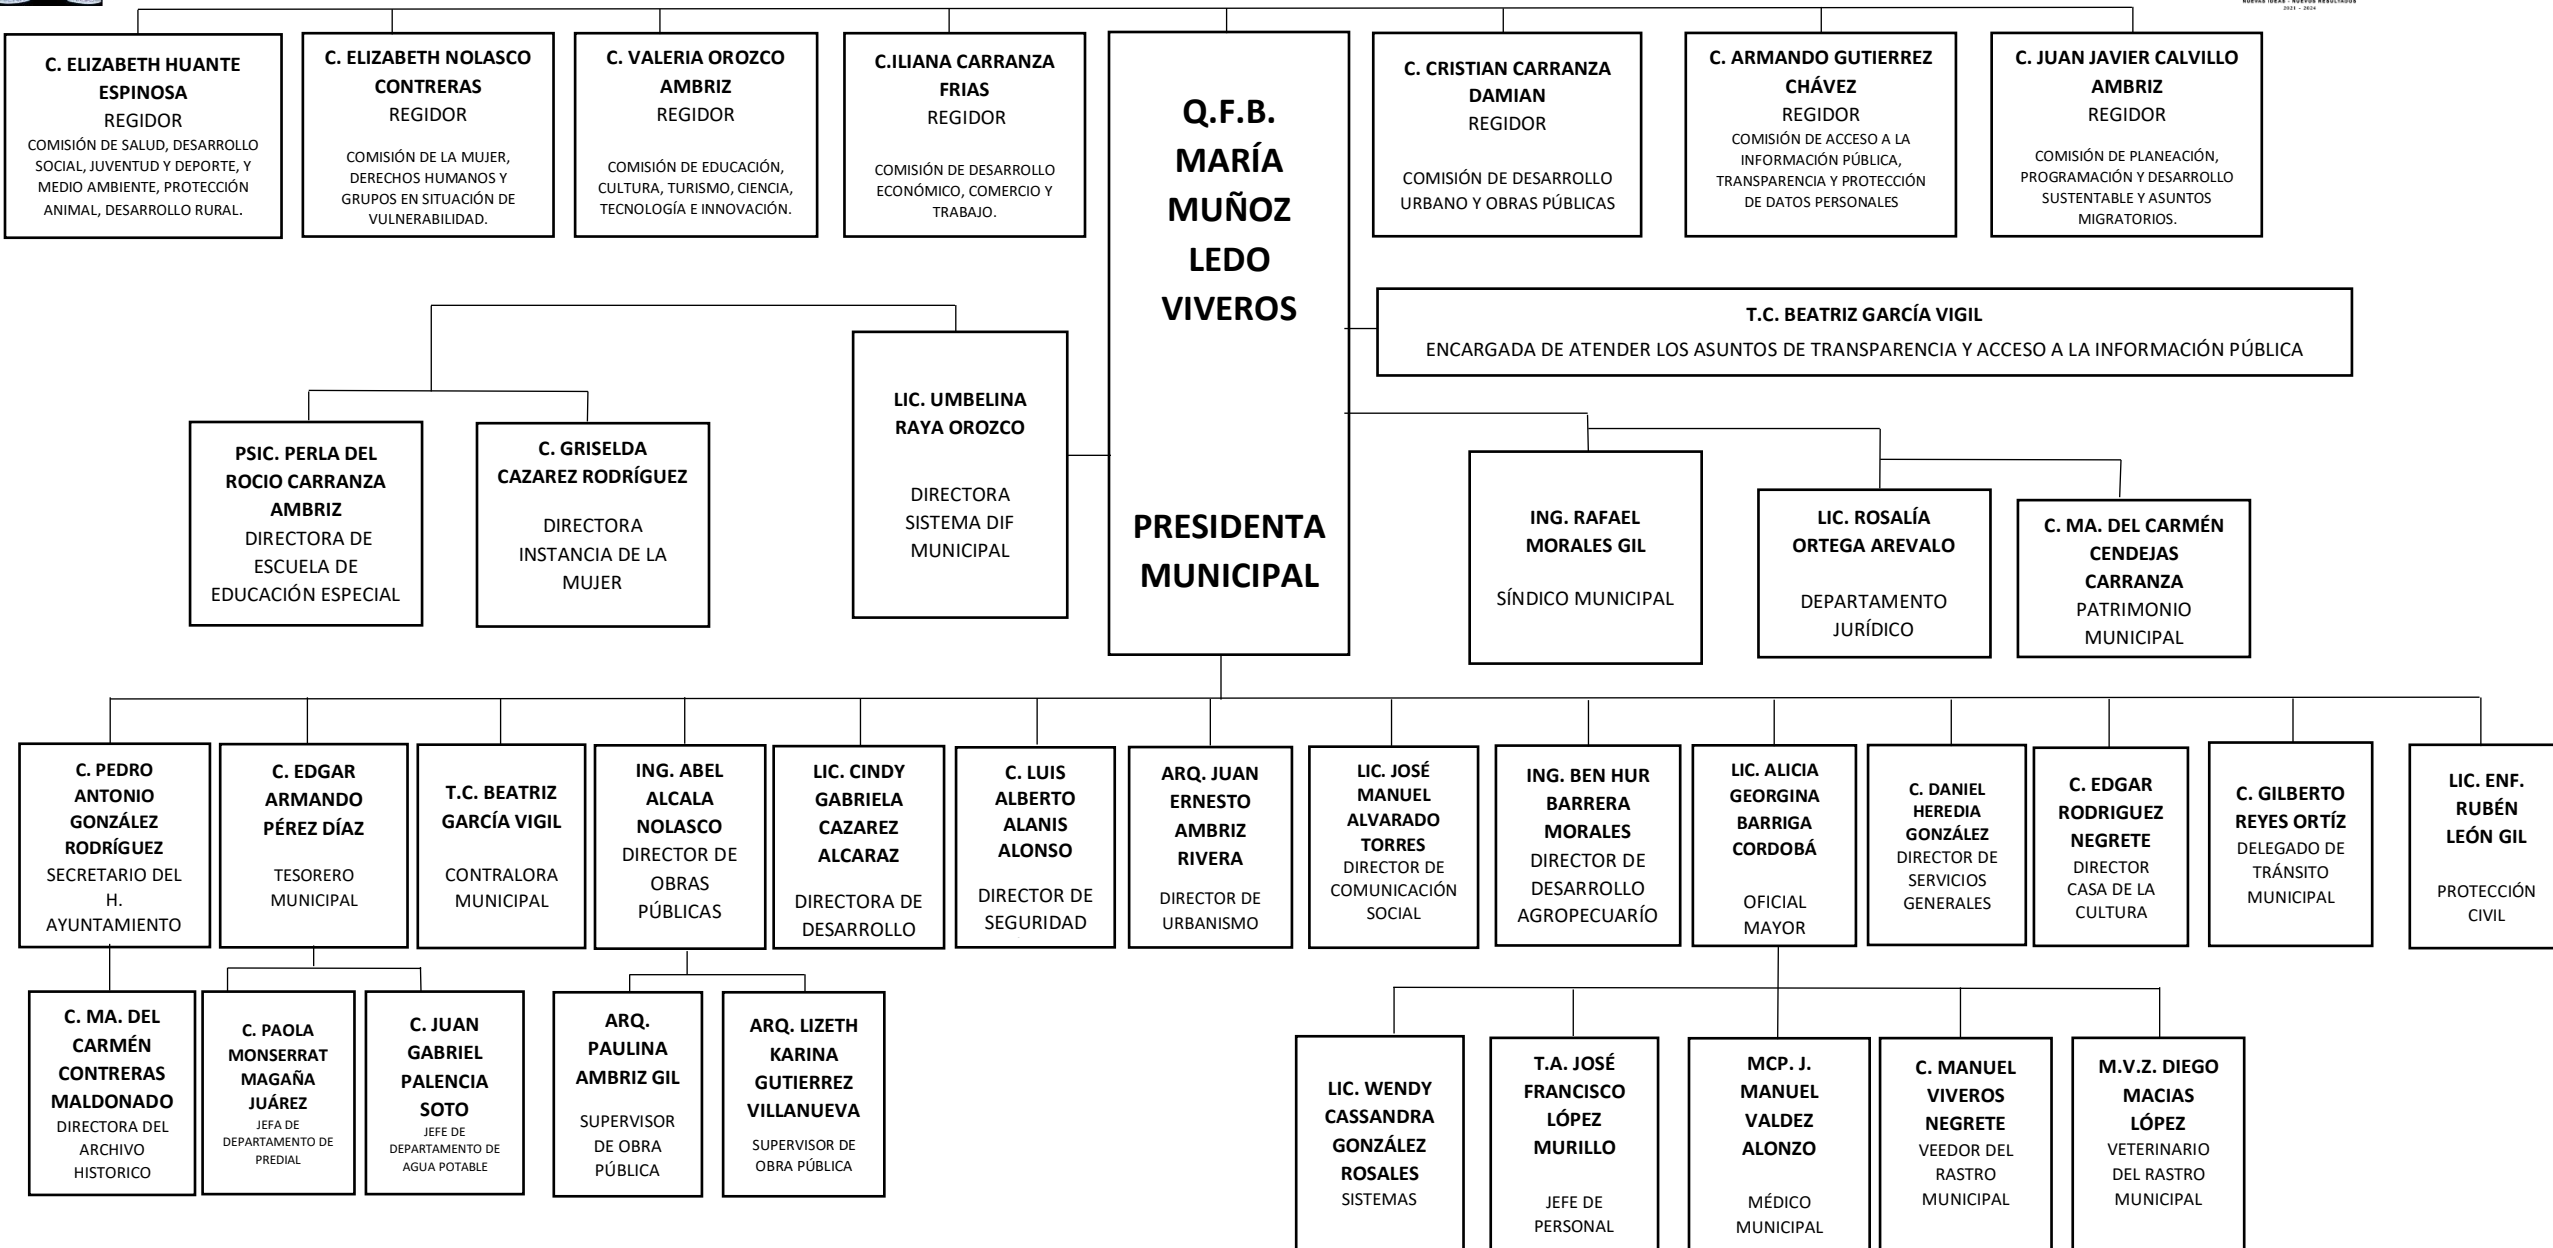 NUEVAS IDEAS - NUEVOS RESULTADOS
2021 - 2024
C. ELIZABETH HUANTE
ESPINOSA
REGIDOR
COMISIÓN DE SALUD, DESARROLLO
SOCIAL, JUVENTUD Y DEPORTE, Y
MEDIO AMBIENTE, PROTECCIÓN
ANIMAL, DESARROLLO RURAL.
C. ELIZABETH NOLASCO
CONTRERAS
REGIDOR
COMISIÓN DE LA MUJER,
DERECHOS HUMANOS Y
GRUPOS EN SITUACIÓN DE
VULNERABILIDAD.
C. VALERIA OROZCO
AMBRIZ
REGIDOR
COMISIÓN DE EDUCACIÓN,
CULTURA, TURISMO, CIENCIA,
TECNOLOGÍA E INNOVACIÓN.
C.ILIANA CARRANZA
FRIAS
REGIDOR
COMISIÓN DE DESARROLLO
ECONÓMICO, COMERCIO Y
TRABAJO.
Q.F.B.
MARÍA
MUÑOZ
LEDO
VIVEROS
PRESIDENTA
MUNICIPAL
C. CRISTIAN CARRANZA
DAMIAN
REGIDOR
COMISIÓN DE DESARROLLO
URBANO Y OBRAS PÚBLICAS
C. ARMANDO GUTIERREZ
CHÁVEZ
REGIDOR
COMISIÓN DE ACCESO A LA
INFORMACIÓN PÚBLICA,
TRANSPARENCIA Y PROTECCIÓN
DE DATOS PERSONALES
C. JUAN JAVIER CALVILLO
AMBRIZ
REGIDOR
COMISIÓN DE PLANEACIÓN,
PROGRAMACIÓN Y DESARROLLO
SUSTENTABLE Y ASUNTOS
MIGRATORIOS.
T.C. BEATRIZ GARCÍA VIGIL
ENCARGADA DE ATENDER LOS ASUNTOS DE TRANSPARENCIA Y ACCESO A LA INFORMACIÓN PÚBLICA
PSIC. PERLA DEL
ROCIO CARRANZA
AMBRIZ
DIRECTORA DE
ESCUELA DE
EDUCACIÓN ESPECIAL
C. GRISELDA
CAZAREZ RODRÍGUEZ
DIRECTORA
INSTANCIA DE LA
MUJER
LIC. UMBELINA
RAYA OROZCO
DIRECTORA
SISTEMA DIF
MUNICIPAL
ING. RAFAEL
MORALES GIL
SÍNDICO MUNICIPAL
LIC. ROSALÍA
ORTEGA AREVALO
DEPARTAMENTO
JURÍDICO
C. MA. DEL CARMÉN
CENDEJAS
CARRANZA
PATRIMONIO
MUNICIPAL
C. PEDRO
ANTONIO
GONZÁLEZ
RODRÍGUEZ
SECRETARIO DEL
H.
AYUNTAMIENTO
C. EDGAR
ARMANDO
PÉREZ DÍAZ
TESORERO
MUNICIPAL
T.C. BEATRIZ
GARCÍA VIGIL
CONTRALORA
MUNICIPAL
ING. ABEL
ALCALA
NOLASCO
DIRECTOR DE
OBRAS
PÚBLICAS
LIC. CINDY
GABRIELA
CAZAREZ
ALCARAZ
DIRECTORA DE
DESARROLLO
C. LUIS
ALBERTO
ALANIS
ALONSO
DIRECTOR DE
SEGURIDAD
ARQ. JUAN
ERNESTO
AMBRIZ
RIVERA
DIRECTOR DE
URBANISMO
LIC. JOSÉ
MANUEL
ALVARADO
TORRES
DIRECTOR DE
COMUNICACIÓN
SOCIAL
ING. BEN HUR
BARRERA
MORALES
DIRECTOR DE
DESARROLLO
AGROPECUARÍO
LIC. ALICIA
GEORGINA
BARRIGA
CORDOBÁ
OFICIAL
MAYOR
C. DANIEL
HEREDIA
GONZÁLEZ
DIRECTOR DE
SERVICIOS
GENERALES
C. EDGAR
RODRIGUEZ
NEGRETE
DIRECTOR
CASA DE LA
CULTURA
C. GILBERTO
REYES ORTÍZ
DELEGADO DE
TRÁNSITO
MUNICIPAL
LIC. ENF.
RUBÉN
LEÓN GIL
PROTECCIÓN
CIVIL
C. MA. DEL
CARMÉN
CONTRERAS
MALDONADO
DIRECTORA DEL
ARCHIVO
HISTORICO
C. PAOLA
MONSERRAT
MAGAÑA
JUÁREZ
JEFA DE
DEPARTAMENTO DE
PREDIAL
C. JUAN
GABRIEL
PALENCIA
SOTO
JEFE DE
DEPARTAMENTO DE
AGUA POTABLE
ARQ.
PAULINA
AMBRIZ GIL
SUPERVISOR
DE OBRA
PÚBLICA
ARQ. LIZETH
KARINA
GUTIERREZ
VILLANUEVA
SUPERVISOR DE
OBRA PÚBLICA
LIC. WENDY
CASSANDRA
GONZÁLEZ
ROSALES
SISTEMAS
T.A. JOSÉ
FRANCISCO
LÓPEZ
MURILLO
JEFE DE
PERSONAL
MCP. J.
MANUEL
VALDEZ
ALONZO
MÉDICO
MUNICIPAL
C. MANUEL
VIVEROS
NEGRETE
VEEDOR DEL
RASTRO
MUNICIPAL
M.V.Z. DIEGO
MACIAS
LÓPEZ
VETERINARIO
DEL RASTRO
MUNICIPAL